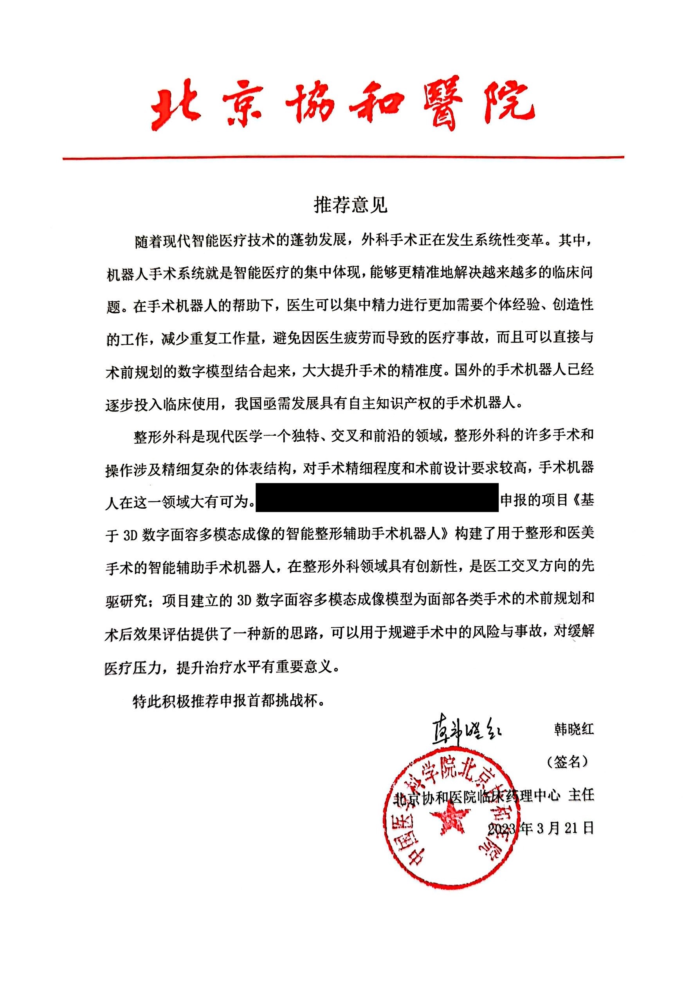 北京協和醫院
推荐意见
随着现代智能医疗技术的蓬勃发展，外科手术正在发生系统性变革。其中，
机器人手术系统就是智能医疗的集中体现，能够更精准地解决越来越多的临床问
题。在手术机器人的帮助下，医生可以集中精力进行更加需要个体经验、创造性
的工作，减少重复工作量，避免因医生疲劳而导致的医疗事故，而且可以直接与
术前规划的数字模型结合起来，大大提升手术的精准度。国外的手术机器人已经
逐步投入临床使用，我国亟需发展具有自主知识产权的手术机器人。
整形外科是现代医学一个独特、交叉和前沿的领域，整形外科的许多手术和
操作涉及精细复杂的体表结构，对手术精细程度和术前设计要求较高，手术机器
人在这一领域大有可为。申报的项目《基
于 3D 数字面容多模态成像的智能整形辅助手术机器人》构建了用于整形和医美
手术的智能辅助手术机器人，在整形外科领域具有创新性，是医工交叉方向的先
驱研究；项目建立的 3D 数字面容多模态成像模型为面部各类手术的术前规划和
术后效果评估提供了一种新的思路，可以用于规避手术中的风险与事故，对缓解
医疗压力，提升治疗水平有重要意义。
特此积极推荐申报首都挑战杯。
韩晓红 韩晓红
（签名）
北京协和医院临床药理中心 主任
2023 年 3 月 21 日
中国医学科学院北京协和医院